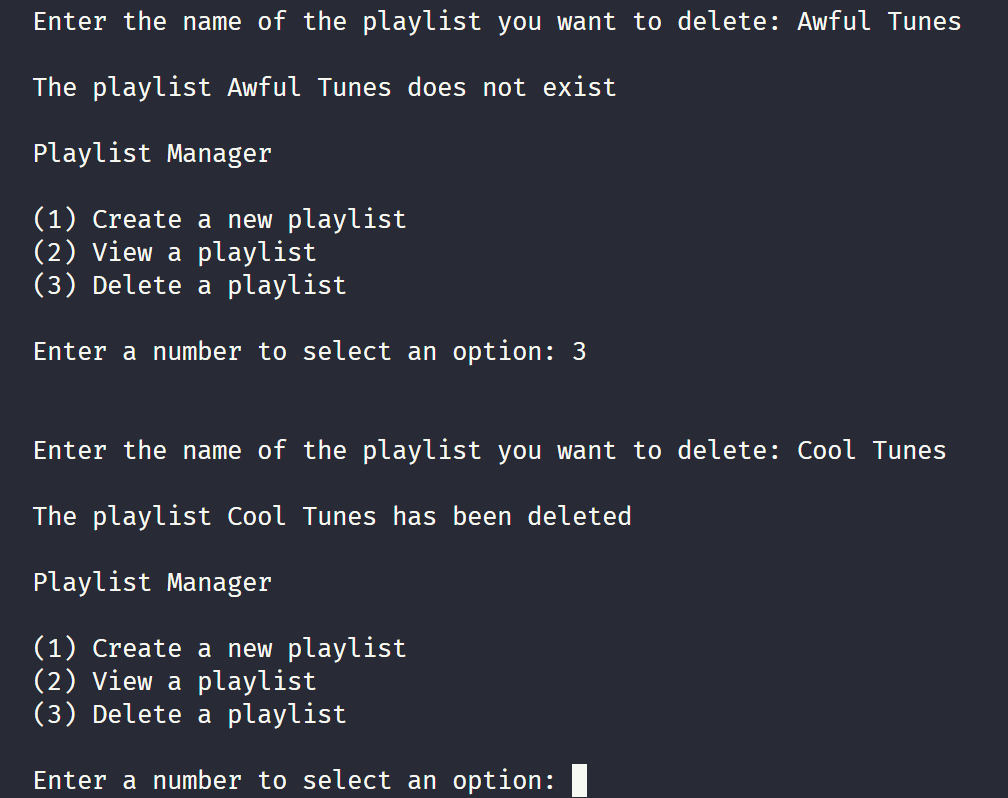 Enter the name of the playlist you want to delete: Awful Tunes
The playlist Awful Tunes does not exist
Playlist Manager
(1) Create a new playlist
(2) View a playlist
(3) Delete a playlist
Enter a number to select an option: 3
Enter the name of the playlist you want to delete: Cool Tunes
The playlist Cool Tunes has been deleted
Playlist Manager
(1) Create a new playlist
(2) View a playlist
(3) Delete a playlist
Enter a number to select an option: